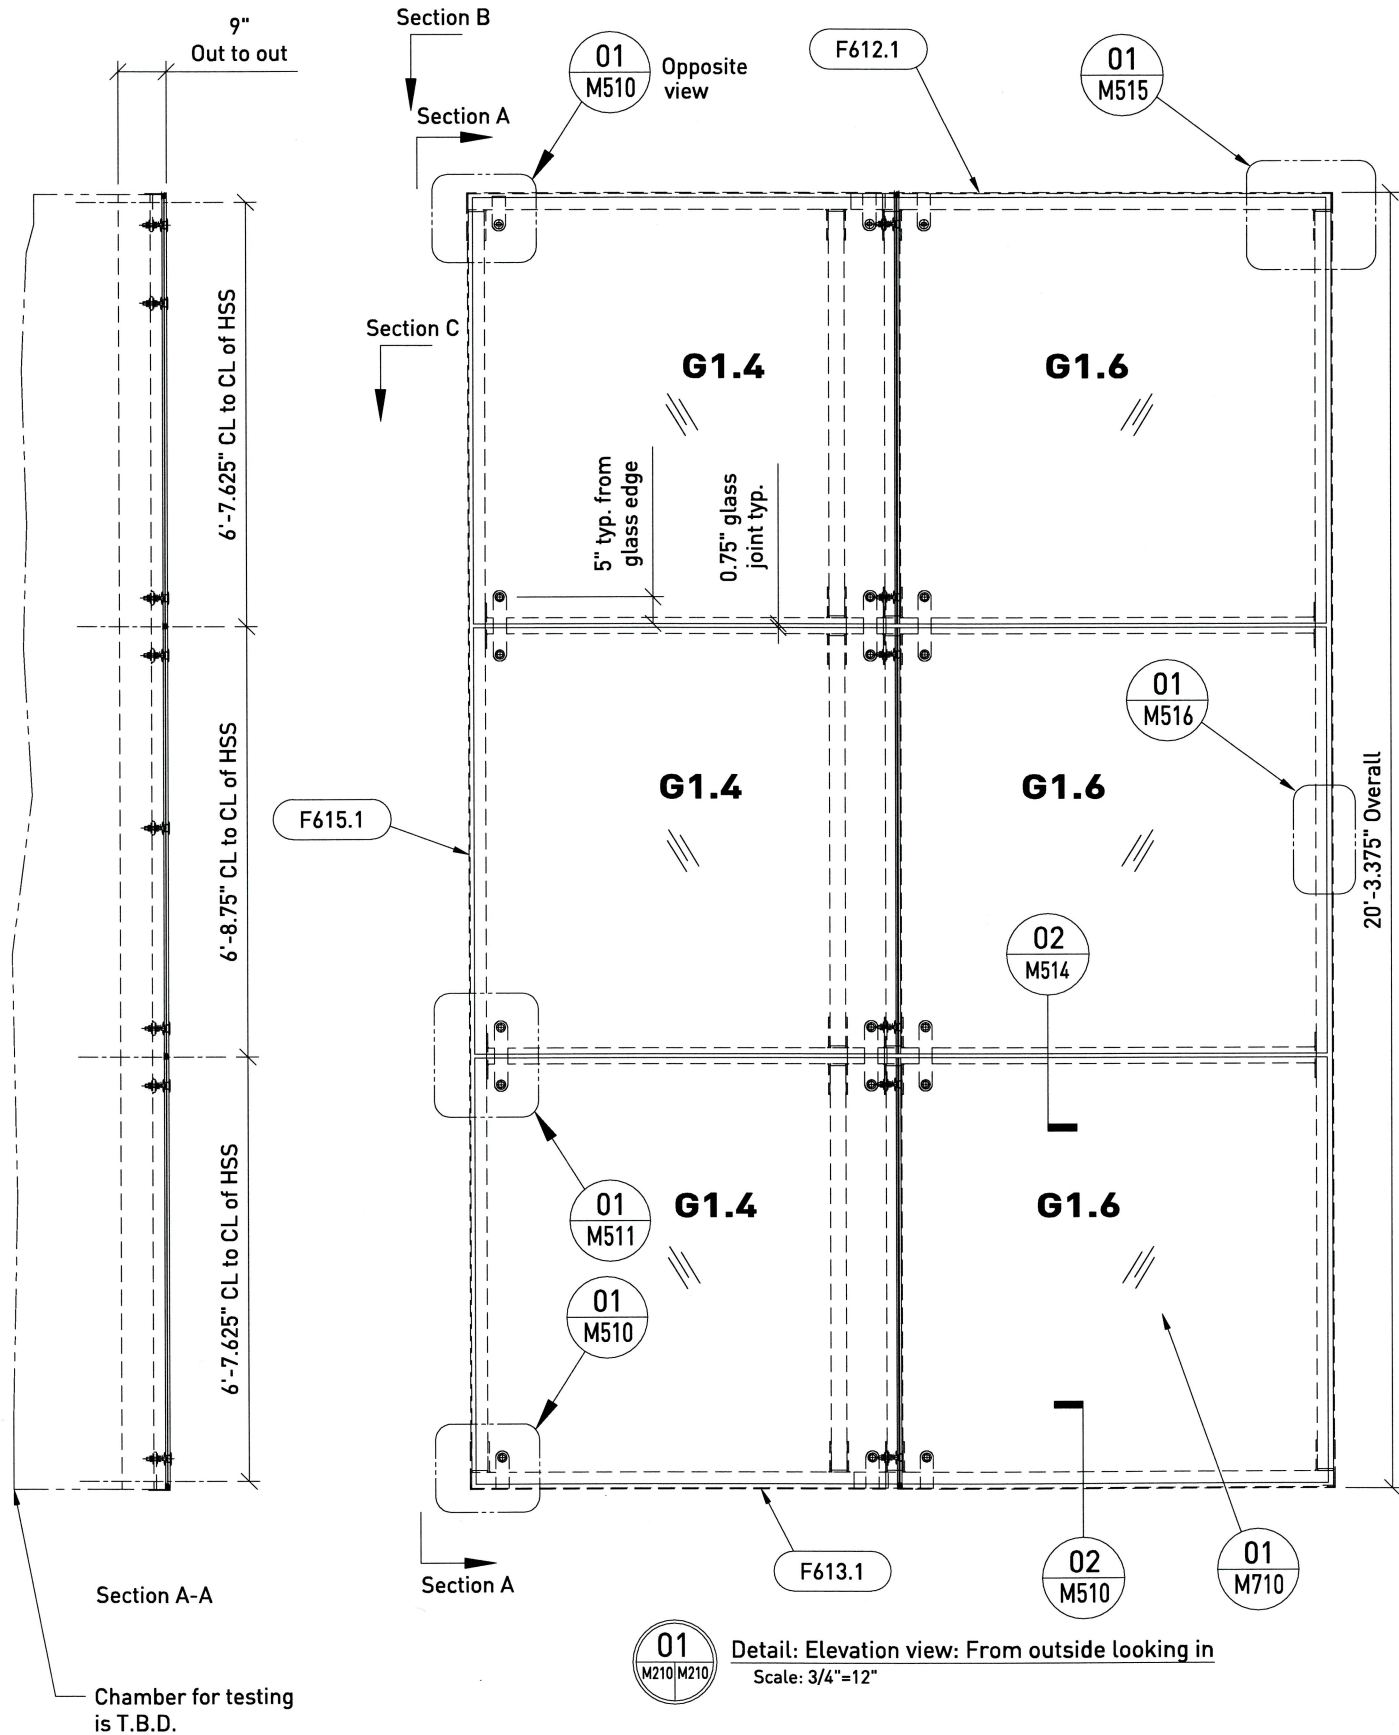 9"
Out to out
Section B
01
M510
Opposite
view
F612.1
01
M515
Section A
6'-7.625" CL to CL of HSS
Section C
G1.4
G1.6
5" typ. from
glass edge
0.75" glass
joint typ.
01
M516
6'-8.75" CL to CL of HSS
F615.1
G1.4
G1.6
20'-3.375" Overall
02
M514
6'-7.625" CL to CL of HSS
01
M511
G1.4
G1.6
01
M510
Section A
F613.1
02
M510
01
M710
Section A-A
01
M210 M210
Detail: Elevation view: From outside looking in
Scale: 3/4"=12"
Chamber for testing
is T.B.D.